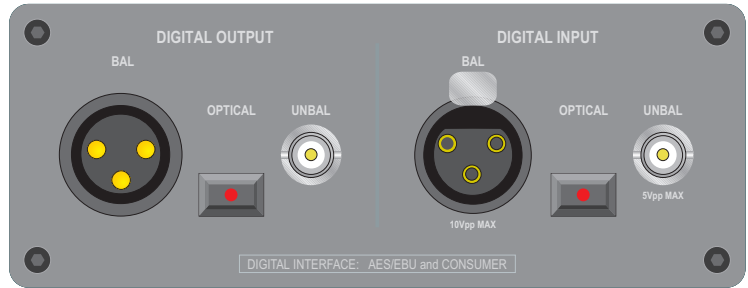 DIGITAL OUTPUT
BAL
OPTICAL
UNBAL
DIGITAL INPUT
BAL
OPTICAL
UNBAL
10Vpp MAX
5Vpp MAX
DIGITAL INTERFACE: AES/EBU and CONSUMER